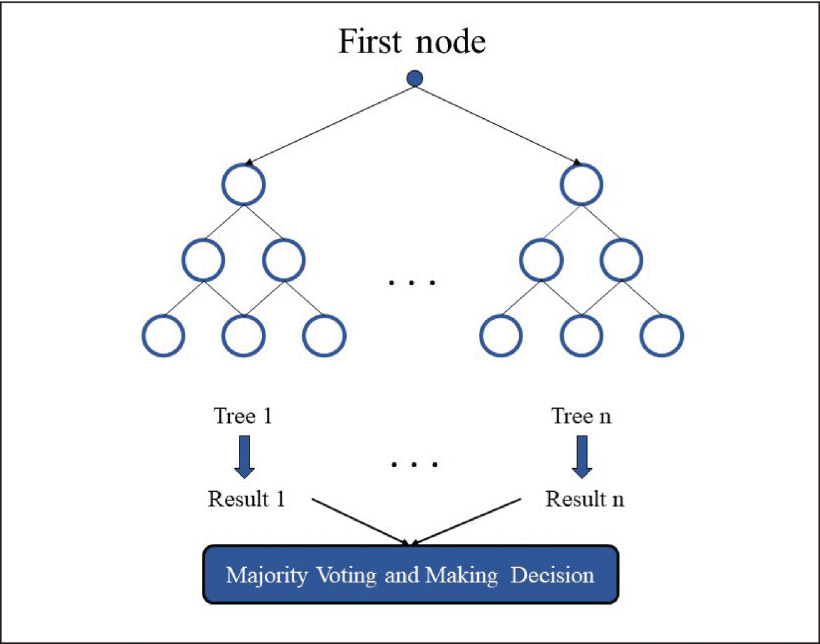 First node
. . .
Tree 1
Tree n
. . .
Result 1
Result n
Majority Voting and Making Decision